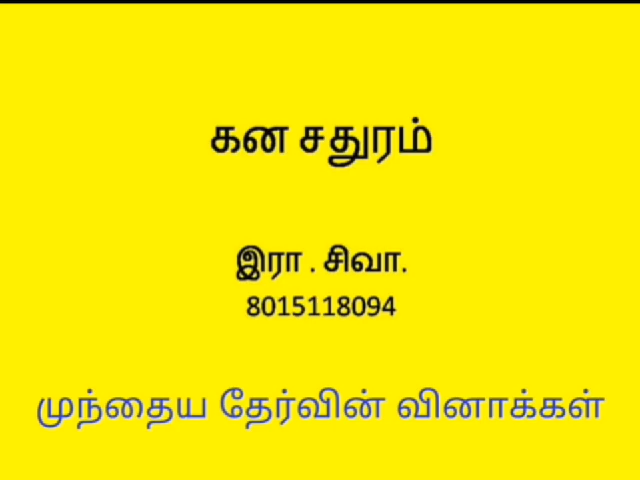 கன சதுரம்
இரா . சிவா.
8015118094
முந்தைய தேர்வின் வினாக்கள்